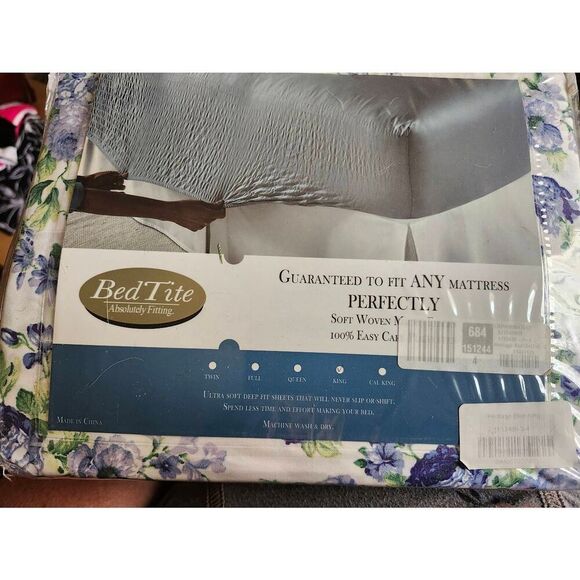 BedTite
Absolutely Fitting.
GUARANTEED TO FIT ANY MATTRESS
PERFECTLY
SOFT WOVEN
100% EASY
TWIN FULL QUEEN KING CAL KING
ULTRA SOFT DEEP FIT SHEETS THAT WILL NEVER SLIP OR SHIFT.
SPEND LESS TIME AND EFFORT MAKING YOUR BED.
MACHINE WASH & DRY.
MADE IN CHINA
684
151244
4